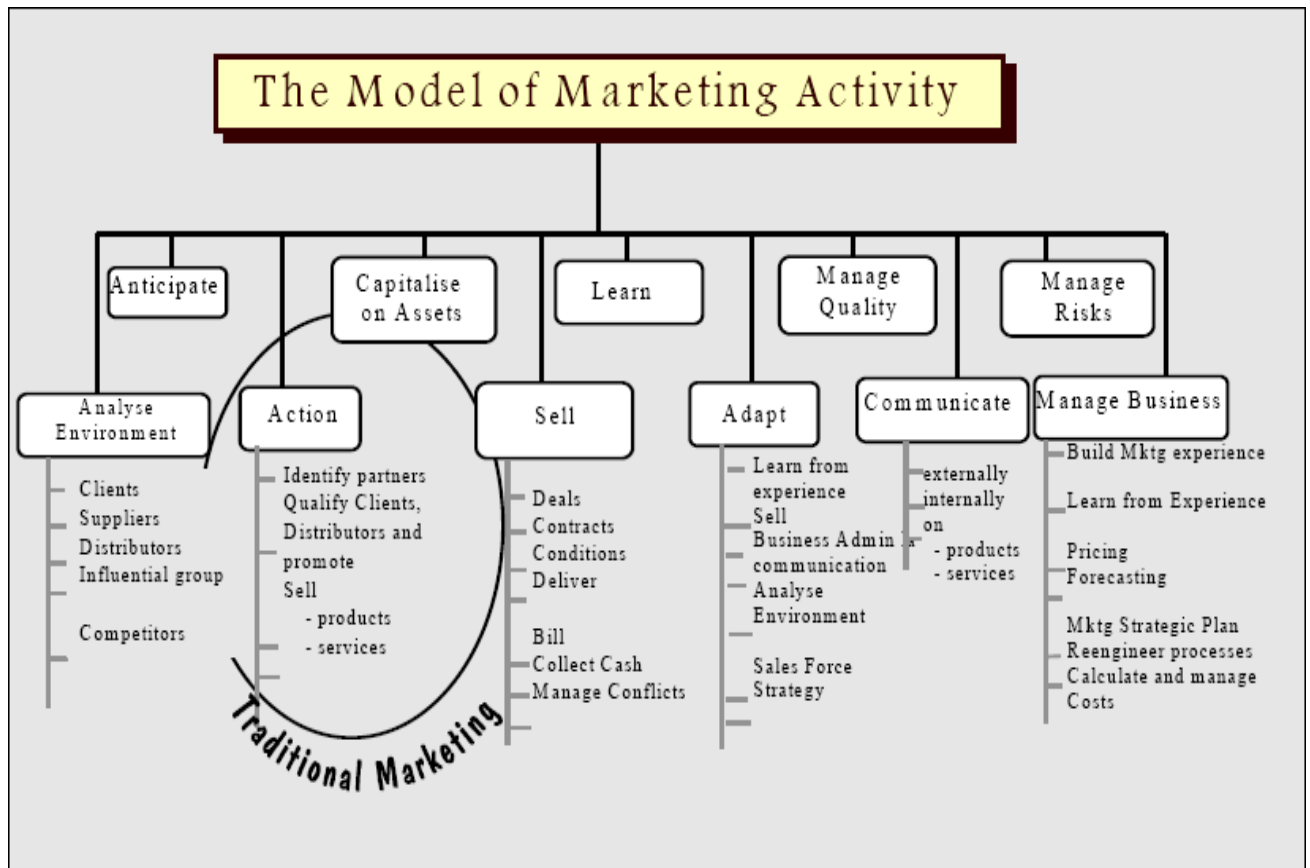 The Model of Marketing Activity
Anticipate
Capitalise
on Assets
Learn
Manage
Quality
Manage
Risks
Analyse
Environment
Clients
Suppliers
Distributors
Influential group
Competitors
Action
Identify partners
Qualify Clients,
Distributors and
promote
Sell
- products
- services
Traditional Marketing
Sell
Deals
Contracts
Conditions
Deliver
Bill
Collect Cash
Manage Conflicts
Adapt
Learn from
experience
Sell
Business Admin
communication
Analyse
Environment
Sales Force
Strategy
Communicate
externally
internally
on
- products
- services
Manage Business
Build Mktg experience
Learn from Experience
Pricing
Forecasting
Mktg Strategic Plan
Reengineer processes
Calculate and manage
Costs